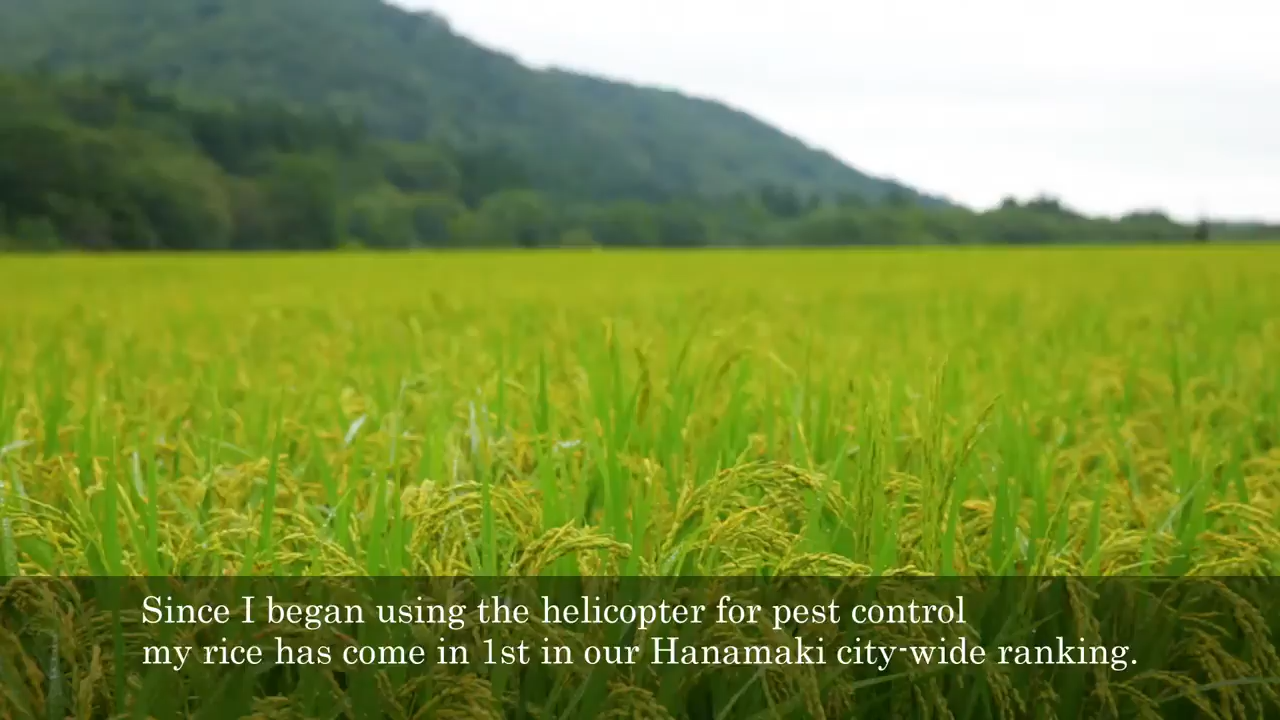 Since I began using the helicopter for pest control
my rice has come in 1st in our Hanamaki city-wide ranking.